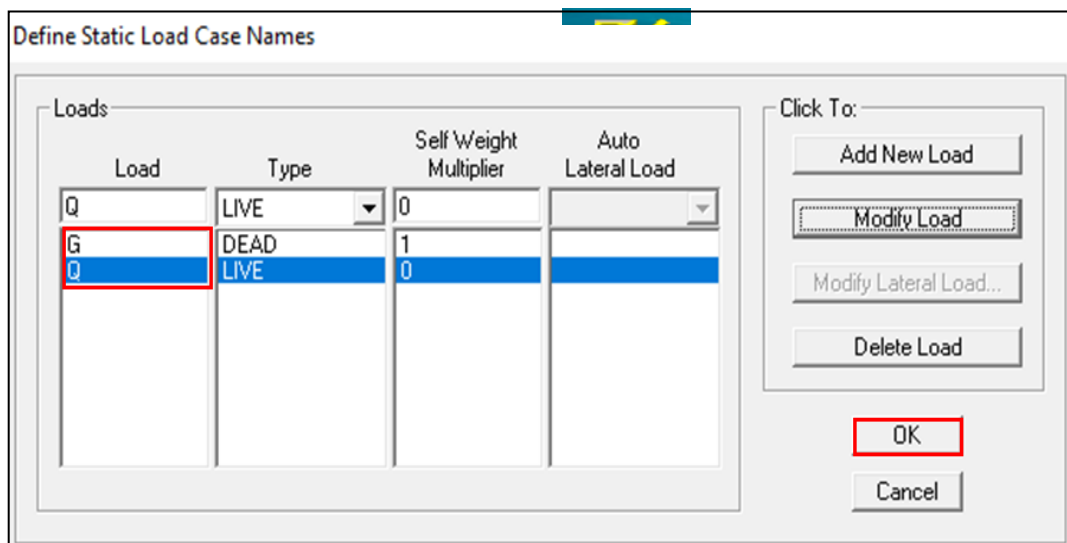 Define Static Load Case Names
Loads
Load Type Self Weight Multiplier Auto Lateral Load
Q LIVE 0
G DEAD 1
Q LIVE 0
Click To:
Add New Load
Modify Load
Modify Lateral Load...
Delete Load
OK
Cancel